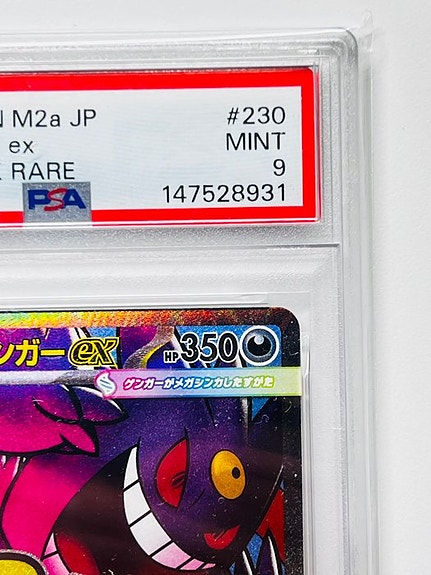 N M2a JP #230
ex MINT
RARE 9
PSA 147528931
ンガーex HP350
ゲンガーがメガシンカしたすがた